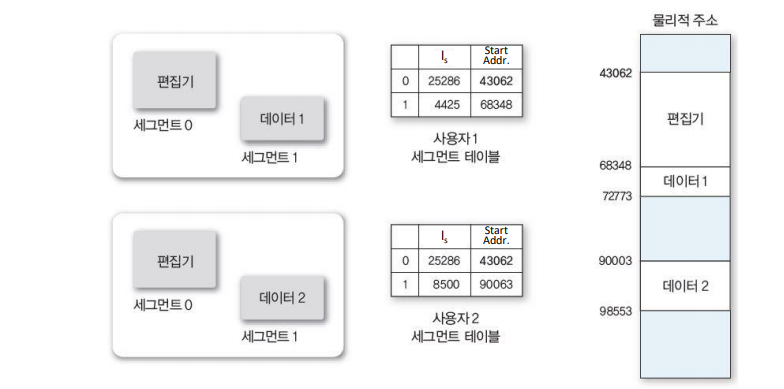 물리적 주소
편집기
세그먼트 0
데이터 1
세그먼트 1
ls Start Addr.
0 25286 43062
1 4425 68348
사용자 1
세그먼트 테이블
편집기
세그먼트 0
데이터 2
세그먼트 1
ls Start Addr.
0 25286 43062
1 8500 90063
사용자 2
세그먼트 테이블
43062
편집기
68348
데이터 1
72773
90003
데이터 2
98553